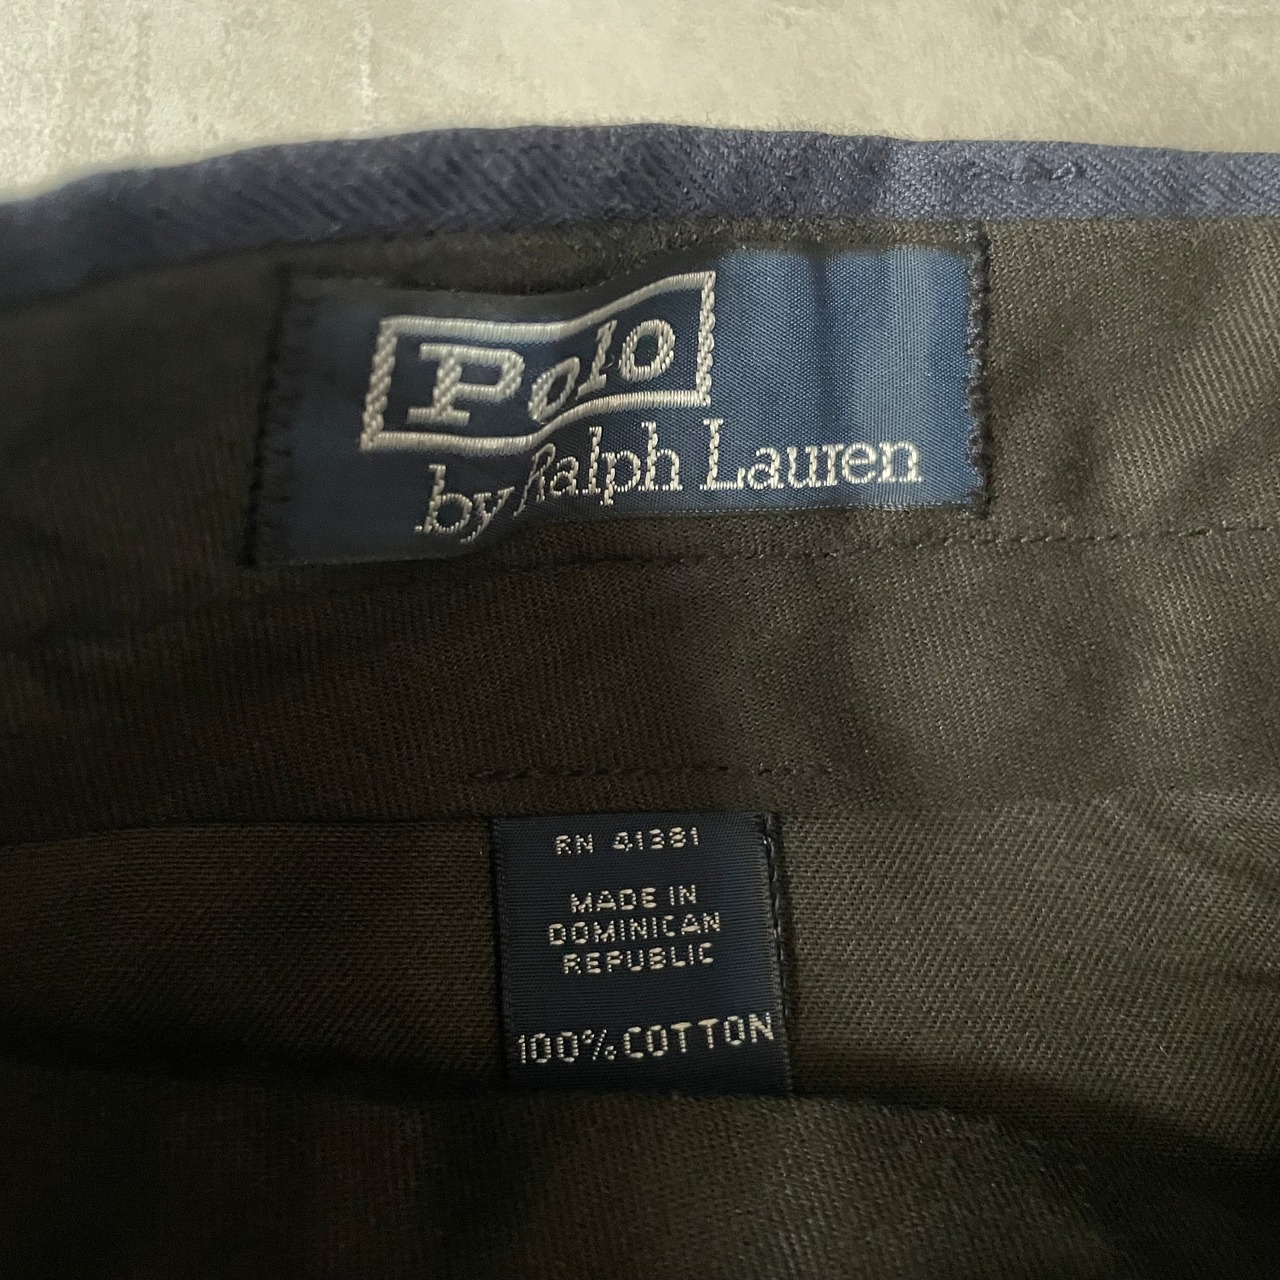 Polo
by Ralph Lauren
RN 41381
MADE IN
DOMINICAN
REPUBLIC
100% COTTON